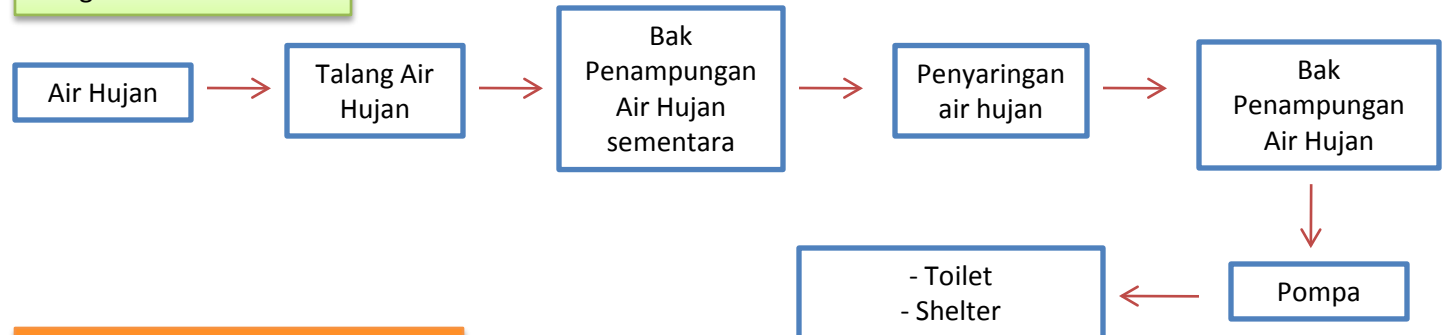 Air Hujan
Talang Air
Hujan
Bak
Penampungan
Air Hujan
sementara
Penyaringan
air hujan
Bak
Penampungan
Air Hujan
Pompa
- Toilet
- Shelter